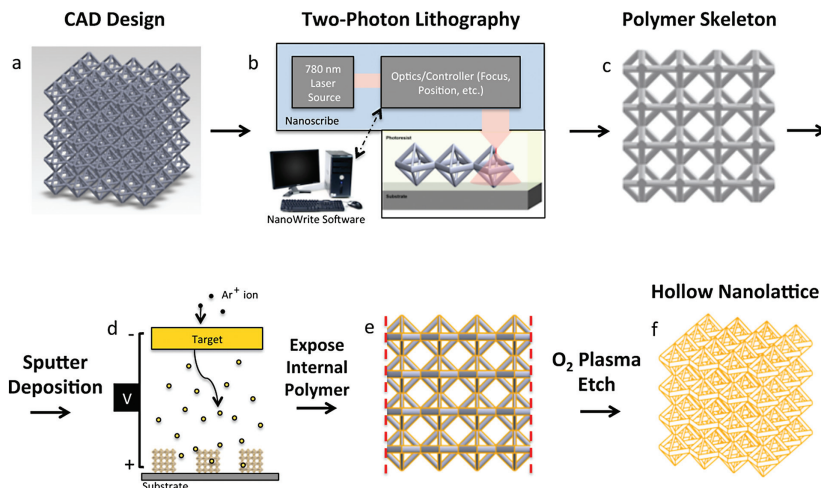 CAD Design
Two-Photon Lithography
Polymer Skeleton
a
b
c
780 nm
Laser
Source
Optics/Controller (Focus,
Position, etc.)
Nanoscribe
Photoresist
Substrate
NanoWrite Software
Sputter
Deposition
d
Ar+ ion
-
Target
V
+
Substrate
Expose
Internal
Polymer
e
O2 Plasma
Etch
Hollow Nanolattice
f